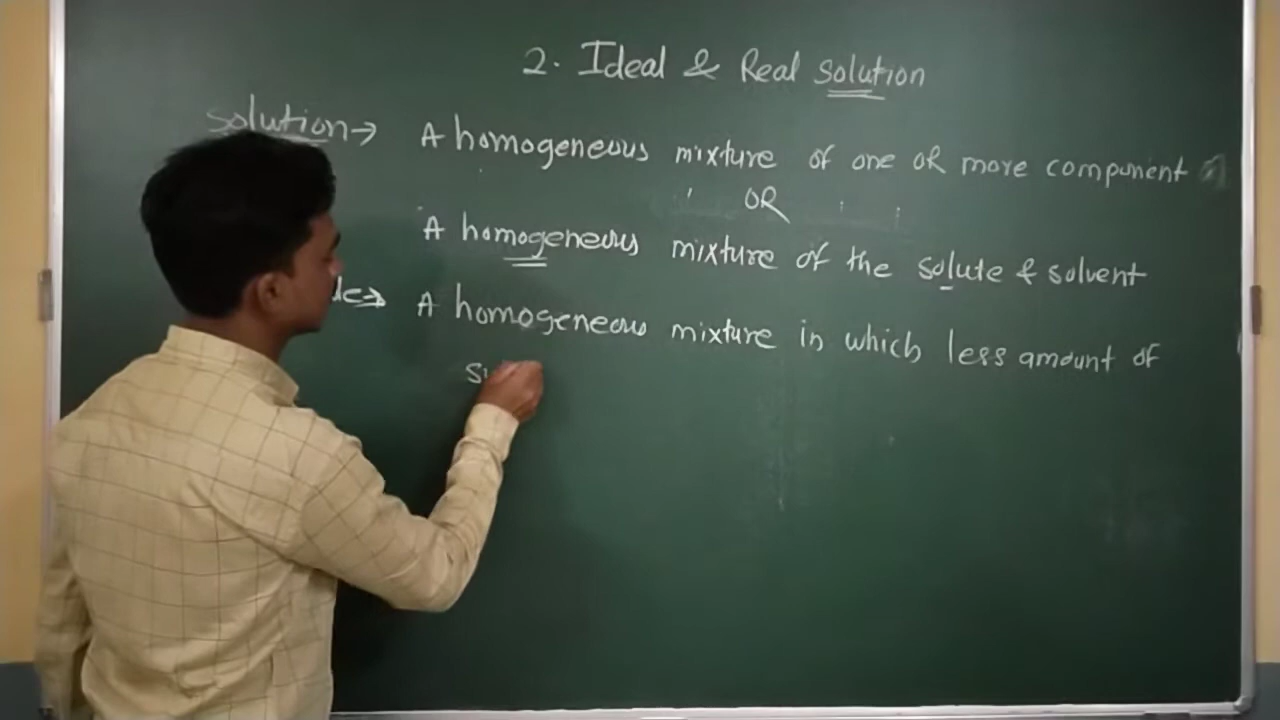 2. Ideal & Real solution
solution → A homogeneous mixture of one or more component
OR
A homogeneous mixture of the solute & solvent
→ A homogeneous mixture in which less amount of